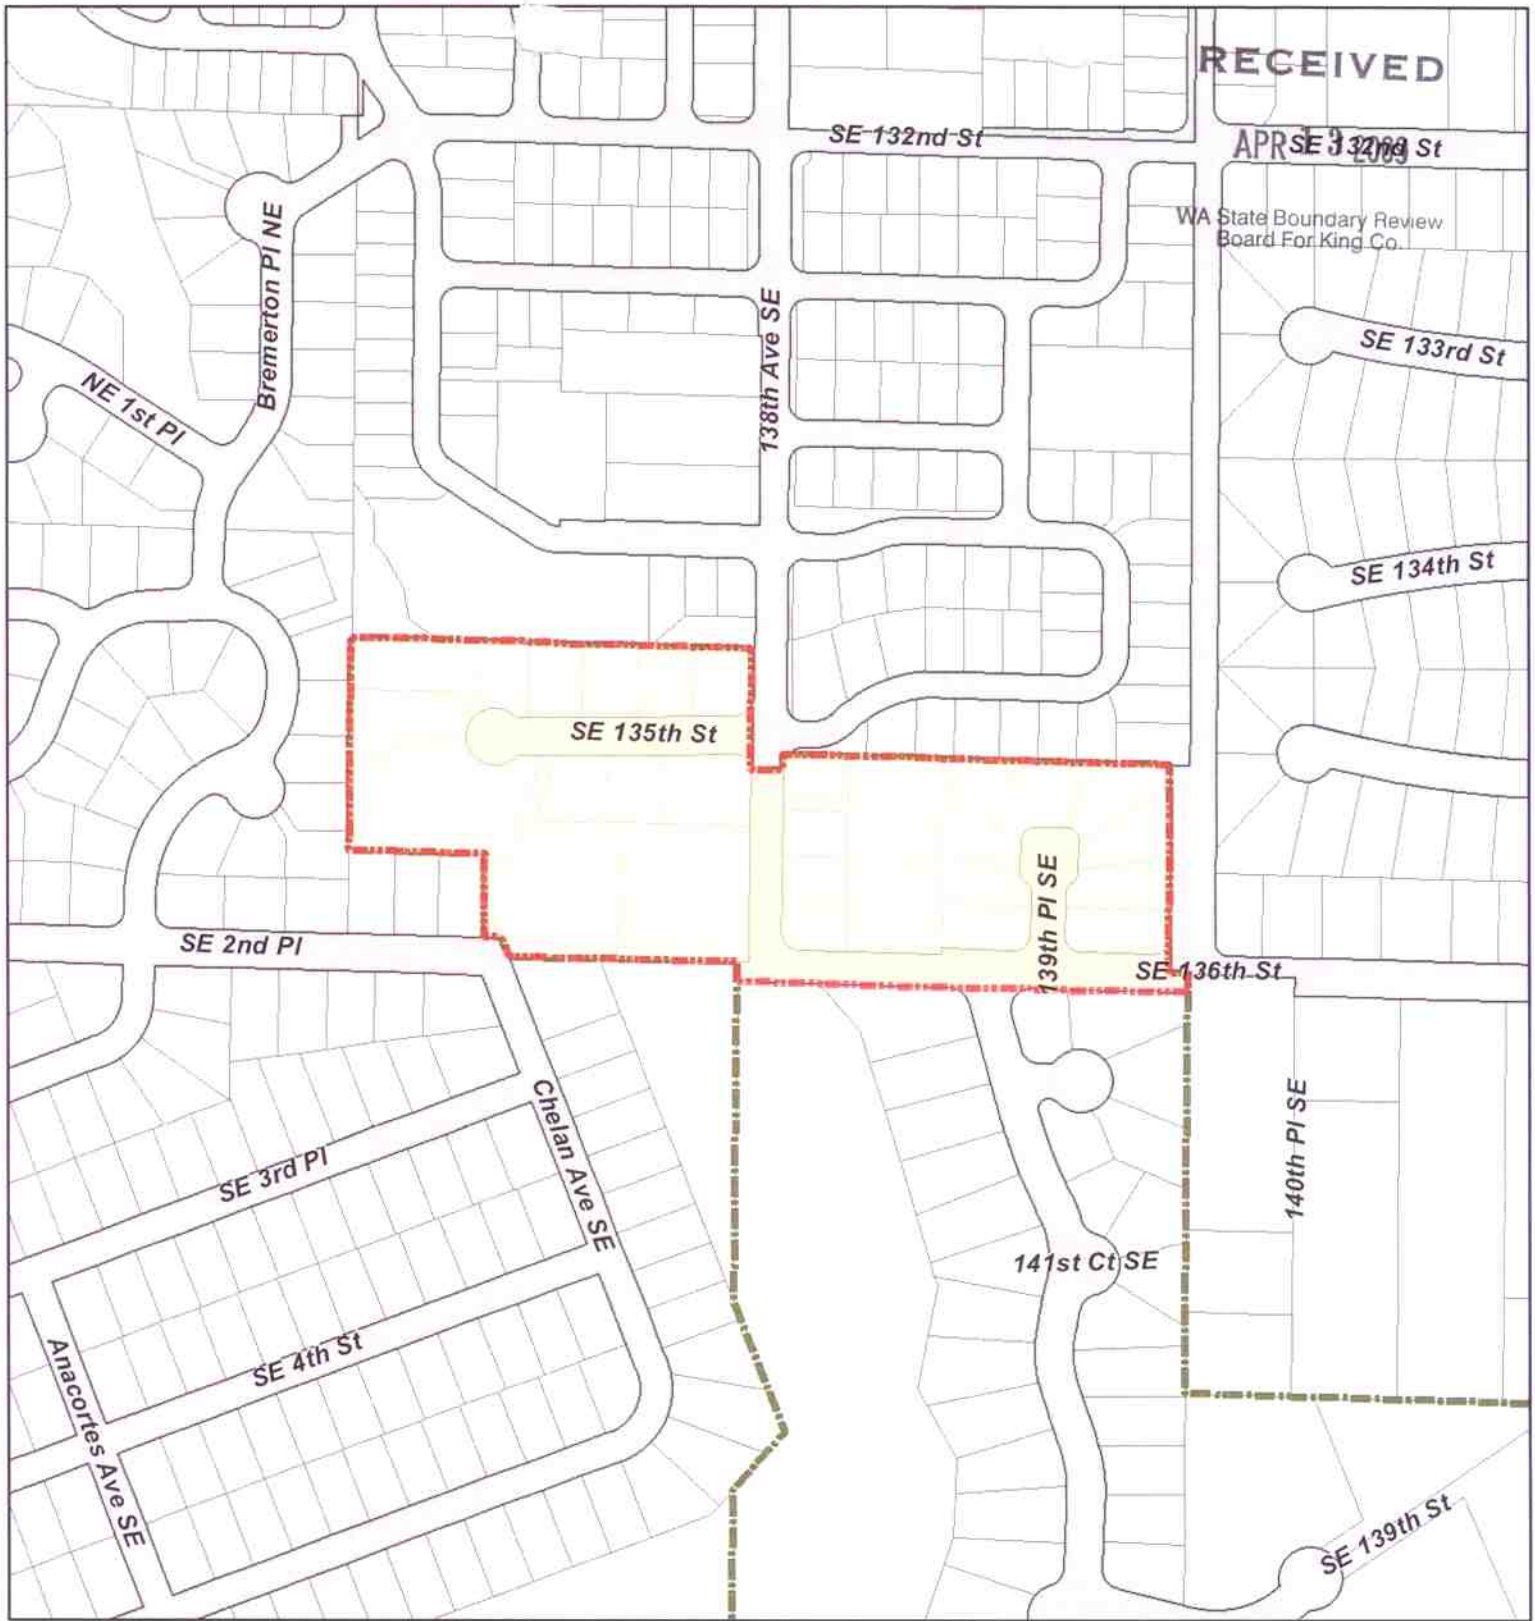 RECEIVED
SE 132nd St
APR 13 2009
SE 132nd St
WA State Boundary Review
Board For King Co.
Bremerton Pl NE
138th Ave SE
SE 133rd St
NE 1st Pl
SE 134th St
SE 135th St
139th Pl SE
SE 2nd Pl
SE 136th St
Chelan Ave SE
140th Pl SE
SE 3rd Pl
141st Ct SE
SE 4th St
Anacortes Ave SE
SE 139th St